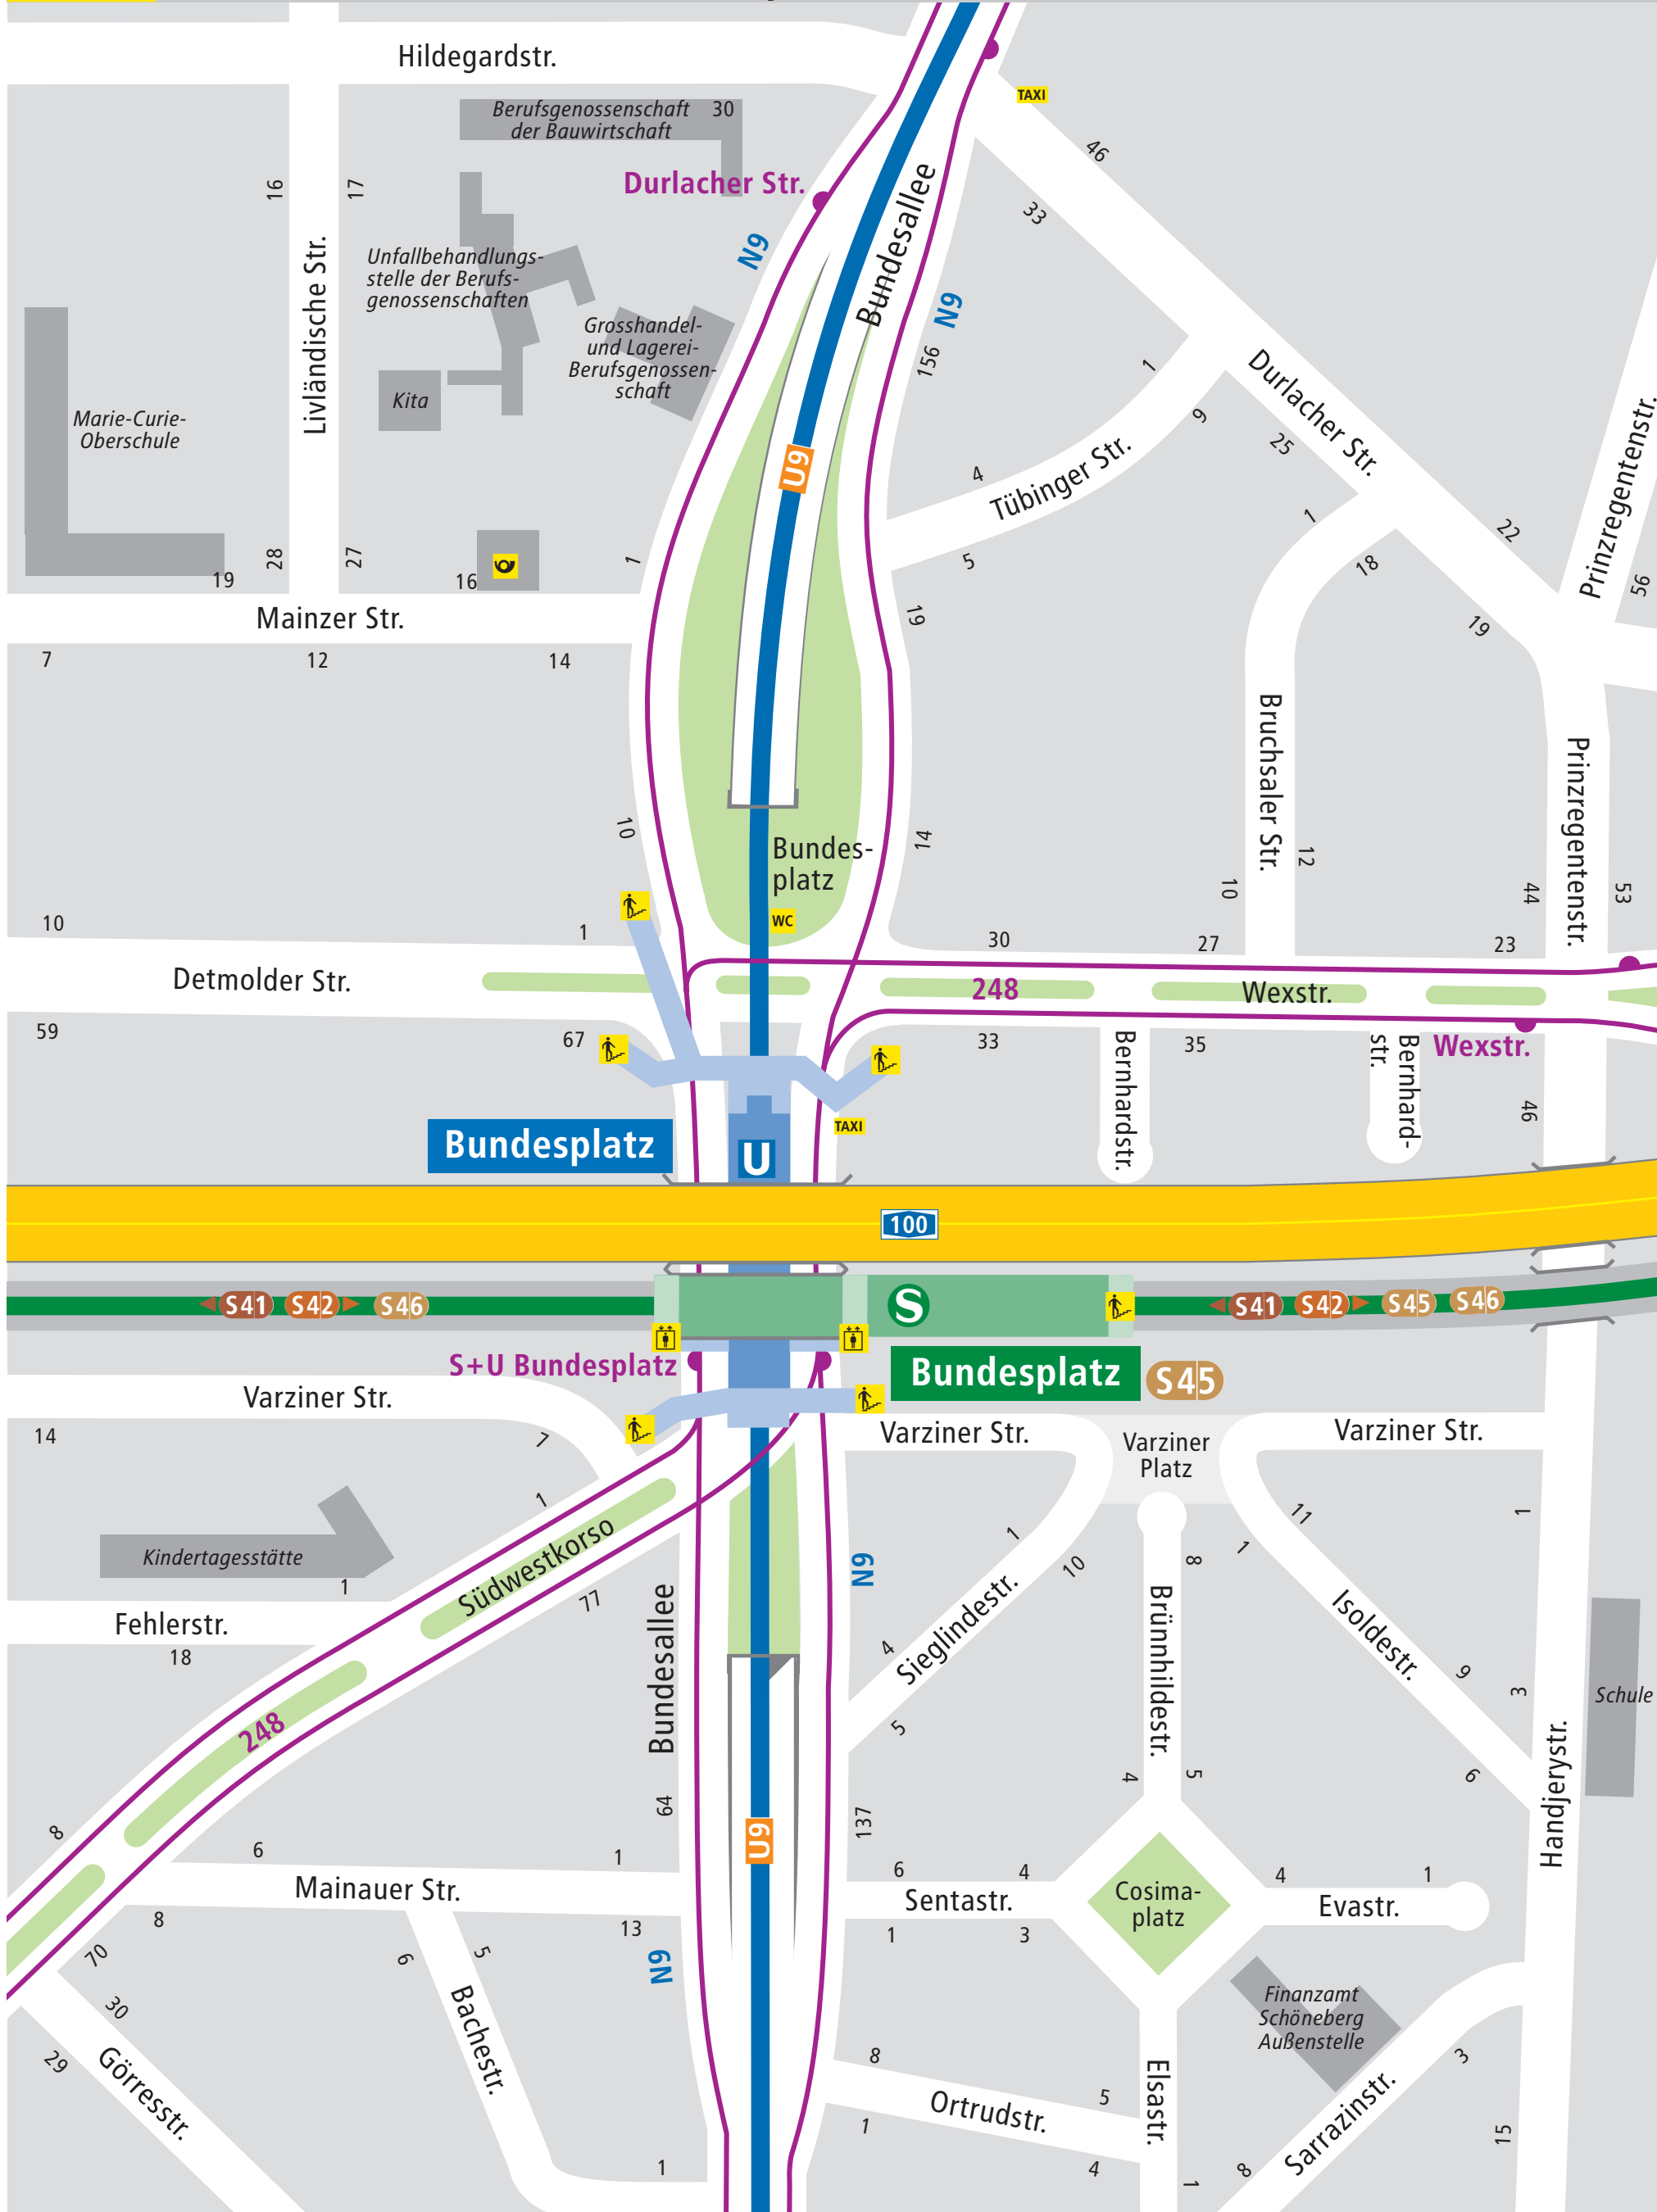 Hildegardstr.
Berufsgenossenschaft
der Bauwirtschaft
30
TAXI
46
33
Durlacher Str.
N9
Bundesallee
N9
16
17
Livländische Str.
Unfallbehandlungs-
stelle der Berufs-
genossenschaften
Grosshandel-
und Lagerei-
Berufsgenossen-
schaft
Kita
Marie-Curie-
Oberschule
156
1
9
Durlacher Str.
25
Prinzregentenstr.
U9
4
Tübinger Str.
5
1
18
22
19
56
28
27
19
16
1
Mainzer Str.
7
12
14
19
Bruchsaler Str.
Prinzregentenstr.
10
14
12
10
44
53
Bundes-
platz
WC
10
1
30
27
23
Detmolder Str.
248
Wexstr.
59
67
33
35
Bernhardstr.
Bernhard-
str.
Wexstr.
46
TAXI
Bundesplatz
U
100
S41
S42
S46
S
S41
S42
S45
S46
S+U Bundesplatz
Bundesplatz
S45
Varziner Str.
14
7
Varziner Str.
Varziner
Platz
Varziner Str.
1
Kindertagesstätte
1
Südwestkorso
77
Fehlerstr.
18
248
Bundesallee
N9
1
10
Sieglindestr.
4
5
8
Brünnhildestr.
4
5
1
11
Isoldestr.
9
6
1
3
Schule
Handjerystr.
64
137
U9
8
6
1
Mainauer Str.
8
13
N9
6
4
Sentastr.
1
3
Cosima-
platz
4
1
Evastr.
70
30
29
Görresstr.
6
5
Bachestr.
1
Finanzamt
Schöneberg
Außenstelle
8
Ortrudstr.
5
1
4
Elsastr.
1
8
Sarrazinstr.
3
15